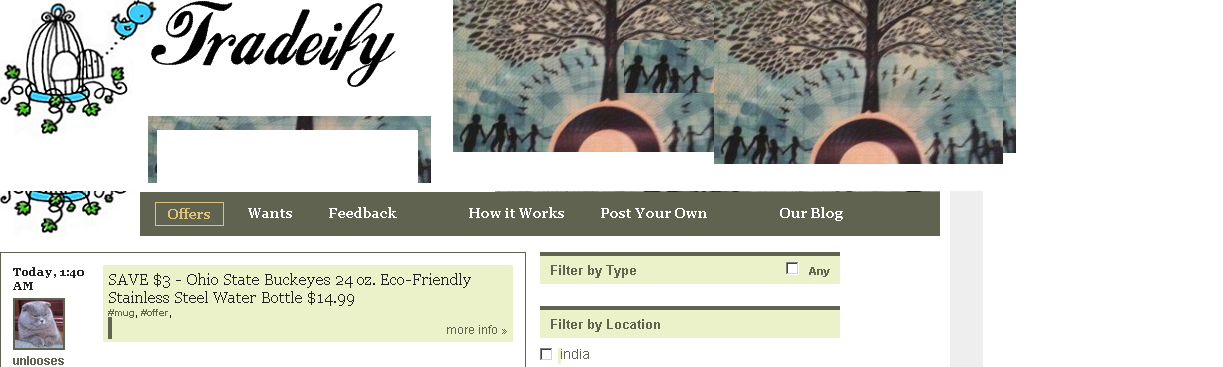 Tradeify
Offers Wants Feedback How it Works Post Your Own Our Blog
Today, 1:40
AM
unlooses
SAVE $3 - Ohio State Buckeyes 24 oz. Eco-Friendly
Stainless Steel Water Bottle $14.99
#mug, #offer,
more info »
Filter by Type Any
Filter by Location
india